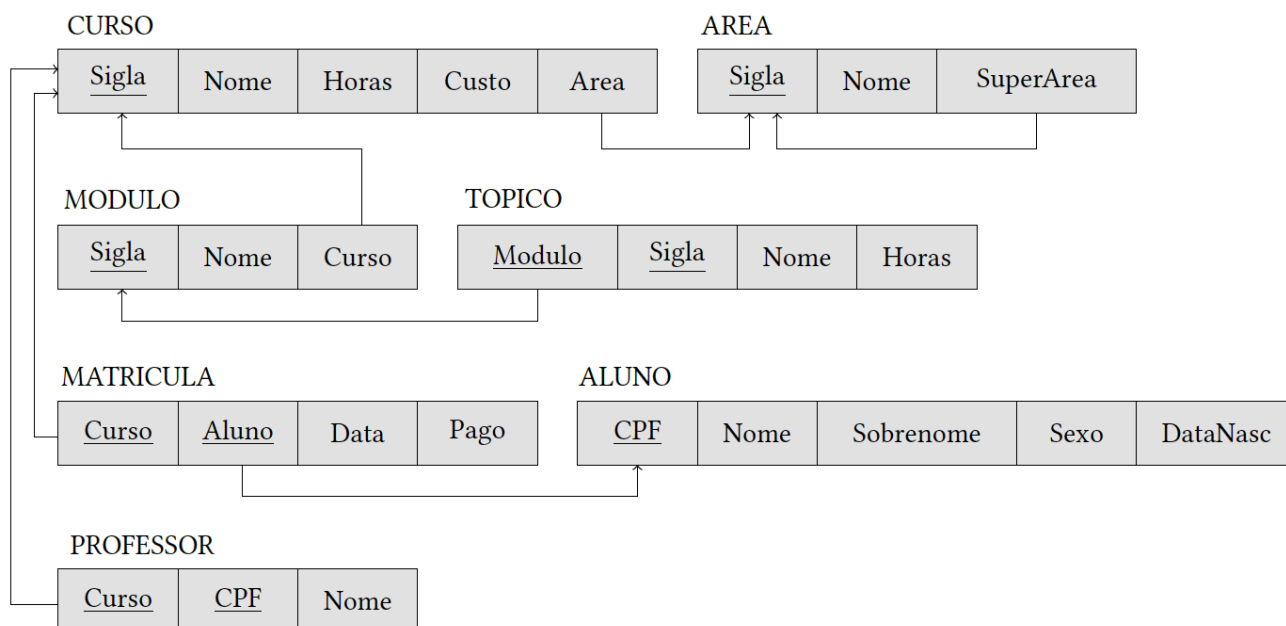 CURSO AREA
Sigla Nome Horas Custo Area Sigla Nome SuperArea
MODULO TOPICO
Sigla Nome Curso Modulo Sigla Nome Horas
MATRICULA ALUNO
Curso Aluno Data Pago CPF Nome Sobrenome Sexo DataNasc
PROFESSOR
Curso CPF Nome